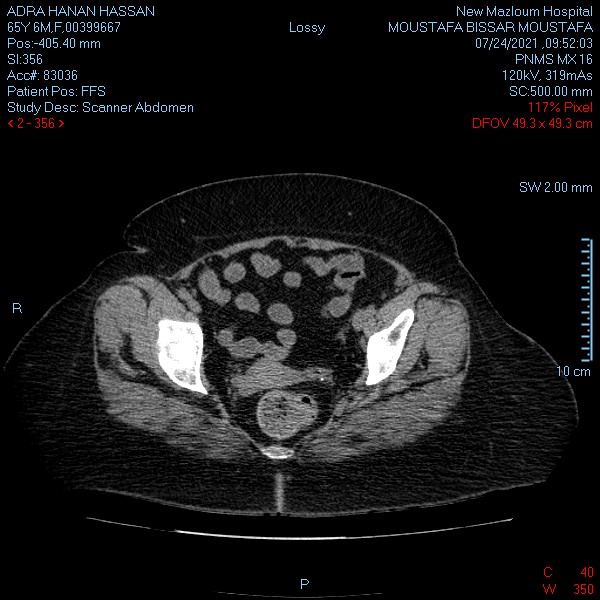 ADRA HANAN HASSAN
65Y 6M,F,00399667
Pos:-405.40 mm
SI:356
Acc#: 83036
Patient Pos: FFS
Study Desc: Scanner Abdomen
< 2 - 356 >
Lossy
New Mazloum Hospital
MOUSTAFA BISSAR MOUSTAFA
07/24/2021 ,09:52:03
PNMS MX 16
120kV, 319mAs
SC:500.00 mm
117% Pixel
DFOV 49.3 x 49.3 cm
SW 2.00 mm
R
10 cm
P
C 40
W 350